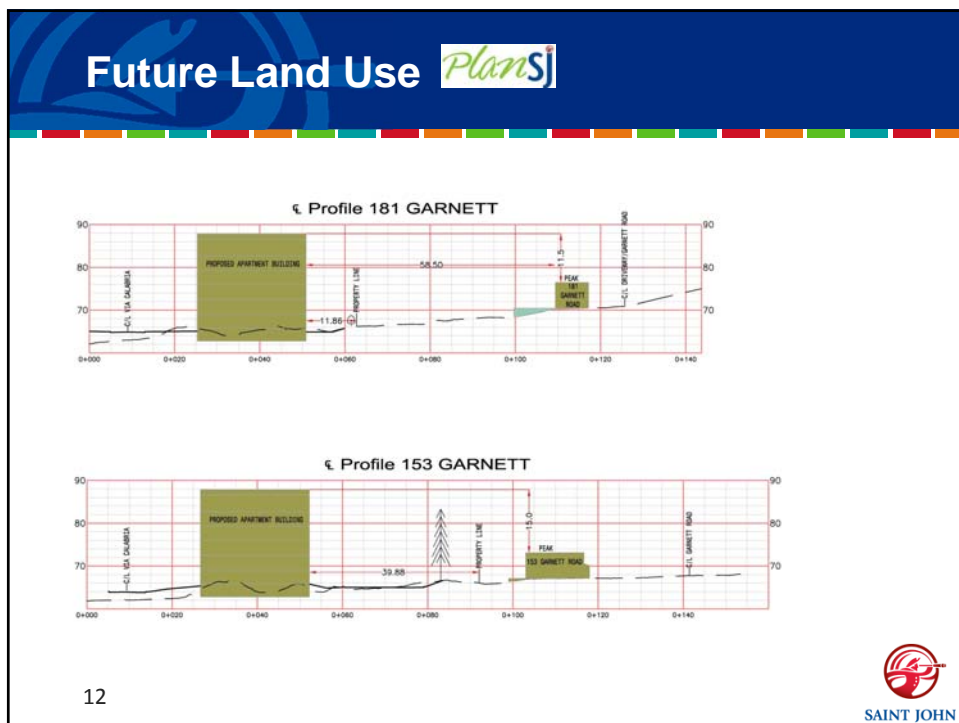 Future Land Use PlanSJ
℄ Profile 181 GARNETT
90
80
70
90
80
70
PROPOSED APARTMENT BUILDING
58.50
11.5
11.86
C/L VIA CALABRIA
PROPERTY LINE
PEAK
181
GARNETT
ROAD
C/L DRIVEWAY/GARNETT ROAD
0+000 0+020 0+040 0+060 0+080 0+100 0+120 0+140
℄ Profile 153 GARNETT
90
80
70
90
80
70
PROPOSED APARTMENT BUILDING
39.88
15.0
C/L VIA CALABRIA
PROPERTY LINE
PEAK
153 GARNETT ROAD
C/L GARNETT ROAD
0+000 0+020 0+040 0+060 0+080 0+100 0+120 0+140
12
SAINT JOHN